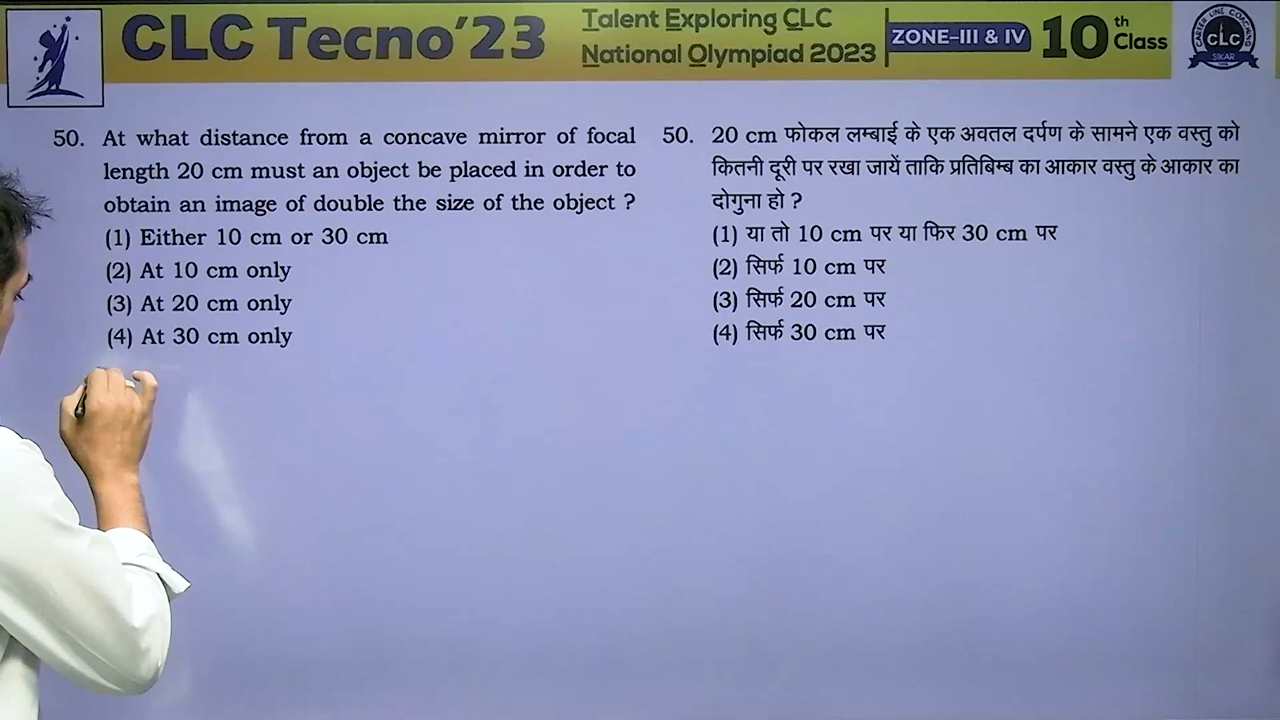 CLC Tecno’23
Talent Exploring CLC
National Olympiad 2023
ZONE–III & IV
10th Class
CAREER LINE COACHING
CLC
SIKAR
50. At what distance from a concave mirror of focal
length 20 cm must an object be placed in order to
obtain an image of double the size of the object ?
(1) Either 10 cm or 30 cm
(2) At 10 cm only
(3) At 20 cm only
(4) At 30 cm only
50. 20 cm फोकल लम्बाई के एक अवतल दर्पण के सामने एक वस्तु को
कितनी दूरी पर रखा जायें ताकि प्रतिबिम्ब का आकार वस्तु के आकार का
दोगुना हो ?
(1) या तो 10 cm पर या फिर 30 cm पर
(2) सिर्फ 10 cm पर
(3) सिर्फ 20 cm पर
(4) सिर्फ 30 cm पर